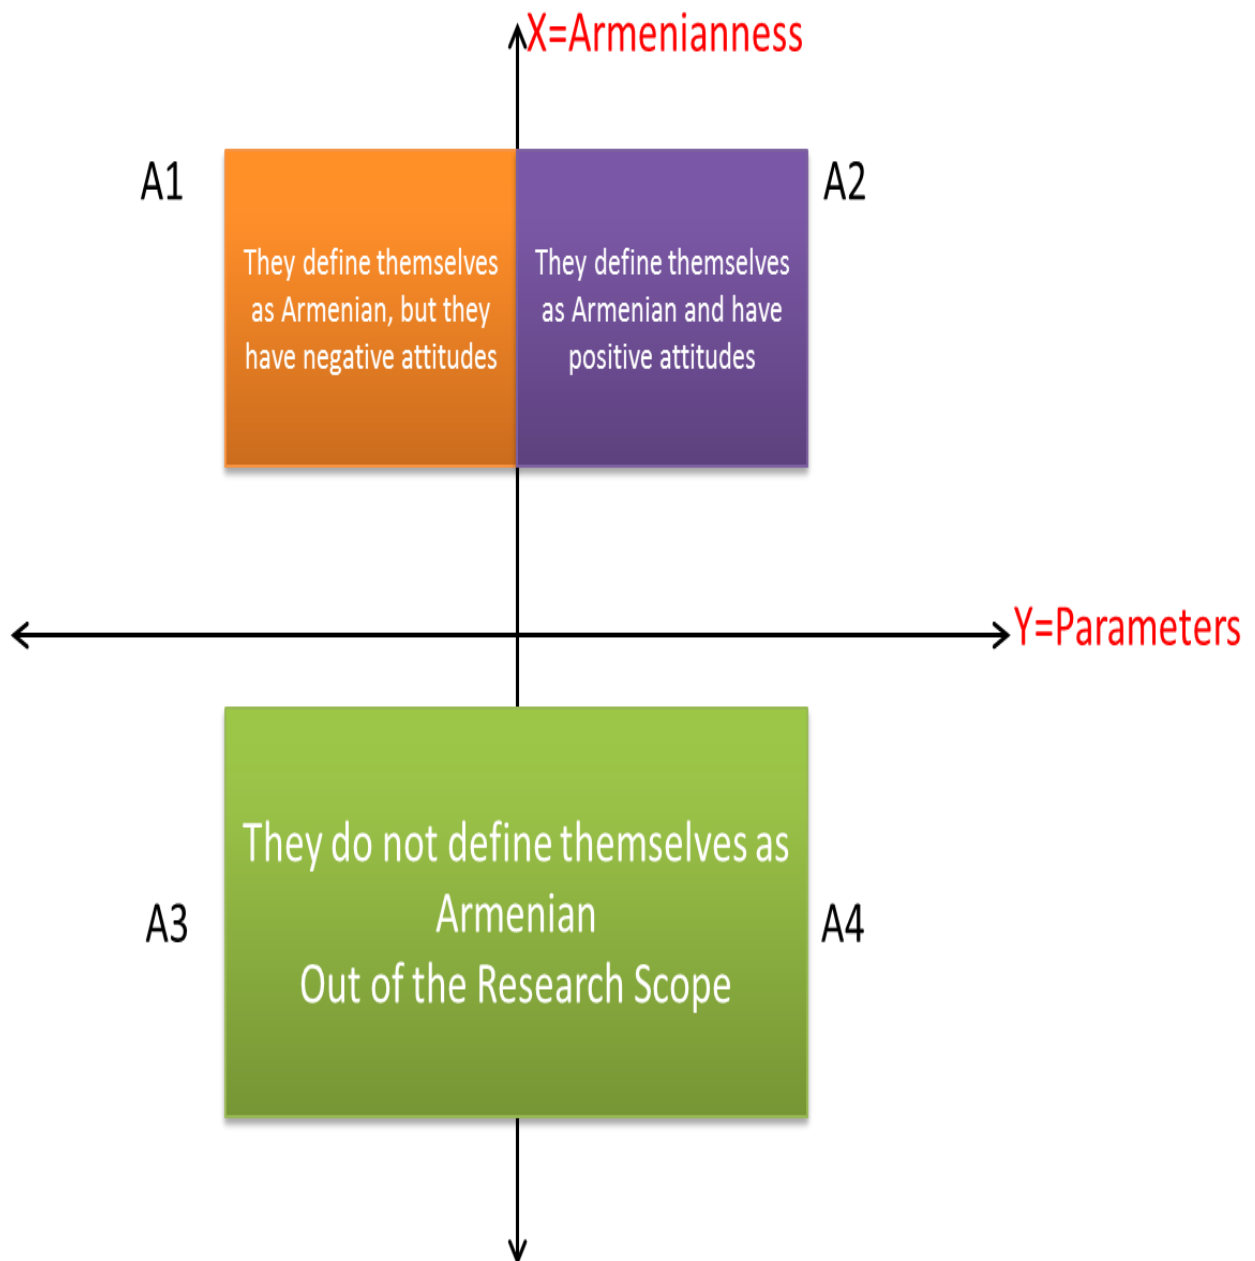 X=Armenianness
A1
A2
They define themselves
as Armenian, but they
have negative attitudes
They define themselves
as Armenian and have
positive attitudes
Y=Parameters
They do not define themselves as
Armenian
Out of the Research Scope
A3
A4